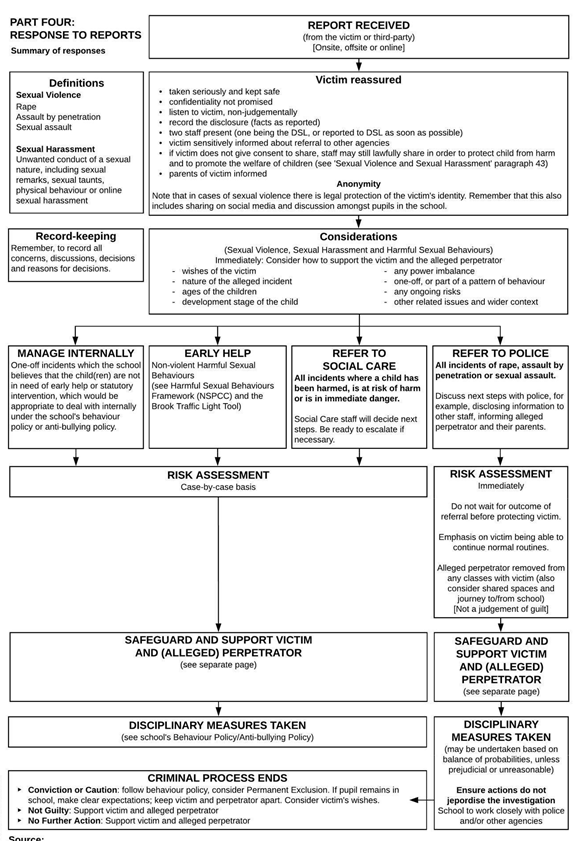 PART FOUR:
RESPONSE TO REPORTS
Summary of responses
REPORT RECEIVED
(from the victim or third-party)
[Onsite, offsite or online]
Definitions
Sexual Violence
Rape
Assault by penetration
Sexual assault
Sexual Harassment
Unwanted conduct of a sexual
nature, including sexual
remarks, sexual taunts,
physical behaviour or online
sexual harassment
Victim reassured
• taken seriously and kept safe
• confidentiality not promised
• listen to victim, non-judgementally
• record the disclosure (facts as reported)
• two staff present (one being the DSL, or reported to DSL as soon as possible)
• victim sensitively informed about referral to other agencies
• if victim does not give consent to share, staff may still lawfully share in order to protect child from harm
and to promote the welfare of children (see 'Sexual Violence and Sexual Harassment' paragraph 43)
• parents of victim informed
Anonymity
Note that in cases of sexual violence there is legal protection of the victim's identity. Remember that this also
includes sharing on social media and discussion amongst pupils in the school.
Record-keeping
Remember, to record all
concerns, discussions, decisions
and reasons for decisions.
Considerations
(Sexual Violence, Sexual Harassment and Harmful Sexual Behaviours)
Immediately: Consider how to support the victim and the alleged perpetrator
- wishes of the victim
- nature of the alleged incident
- ages of the children
- development stage of the child
- any power imbalance
- one-off, or part of a pattern of behaviour
- any ongoing risks
- other related issues and wider context
MANAGE INTERNALLY
One-off incidents which the school
believes that the child(ren) are not
in need of early help or statutory
intervention, which would be
appropriate to deal with internally
under the school's behaviour
policy or anti-bullying policy.
EARLY HELP
Non-violent Harmful Sexual
Behaviours
(see Harmful Sexual Behaviours
Framework (NSPCC) and the
Brook Traffic Light Tool)
REFER TO
SOCIAL CARE
All incidents where a child has
been harmed, is at risk of harm
or is in immediate danger.
Social Care staff will decide next
steps. Be ready to escalate if
necessary.
REFER TO POLICE
All incidents of rape, assault by
penetration or sexual assault.
Discuss next steps with police, for
example, disclosing information to
other staff, informing alleged
perpetrator and their parents.
RISK ASSESSMENT
Case-by-case basis
RISK ASSESSMENT
Immediately
Do not wait for outcome of
referral before protecting victim.
Emphasis on victim being able to
continue normal routines.
Alleged perpetrator removed from
any classes with victim (also
consider shared spaces and
journey to/from school)
[Not a judgement of guilt]
SAFEGUARD AND SUPPORT VICTIM
AND (ALLEGED) PERPETRATOR
(see separate page)
SAFEGUARD AND
SUPPORT VICTIM
AND (ALLEGED)
PERPETRATOR
(see separate page)
DISCIPLINARY MEASURES TAKEN
(see school's Behaviour Policy/Anti-bullying Policy)
DISCIPLINARY
MEASURES TAKEN
(may be undertaken based on
balance of probabilities, unless
prejudicial or unreasonable)
Ensure actions do not
jepordise the investigation
School to work closely with police
and/or other agencies
CRIMINAL PROCESS ENDS
▸ Conviction or Caution: follow behaviour policy, consider Permanent Exclusion. If pupil remains in
school, make clear expectations; keep victim and perpetrator apart. Consider victim's wishes.
▸ Not Guilty: Support victim and alleged perpetrator
▸ No Further Action: Support victim and alleged perpetrator
Source: